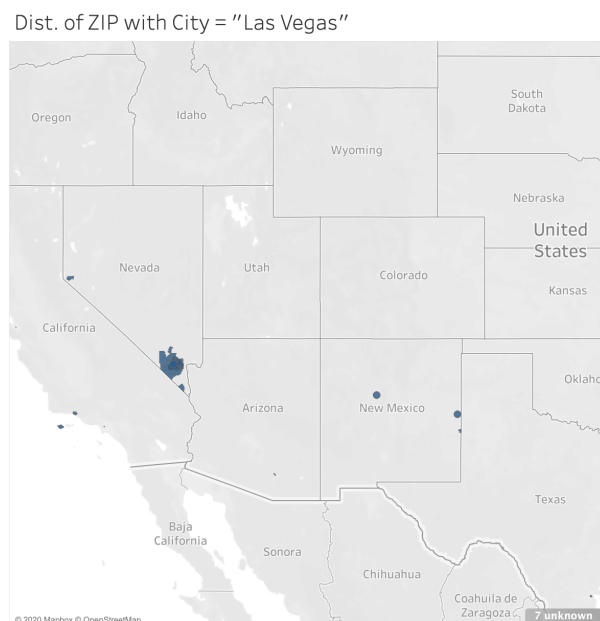 Dist. of ZIP with City = "Las Vegas"
South
Dakota
Oregon
Idaho
Wyoming
Nebraska
United
States
Nevada
Utah
Colorado
Kansas
California
Oklaho
Arizona
New Mexico
Texas
Baja
California
Sonora
Chihuahua
Coahuila de
Zaragoza
7 unknown
© 2020 Mapbox © OpenStreetMap